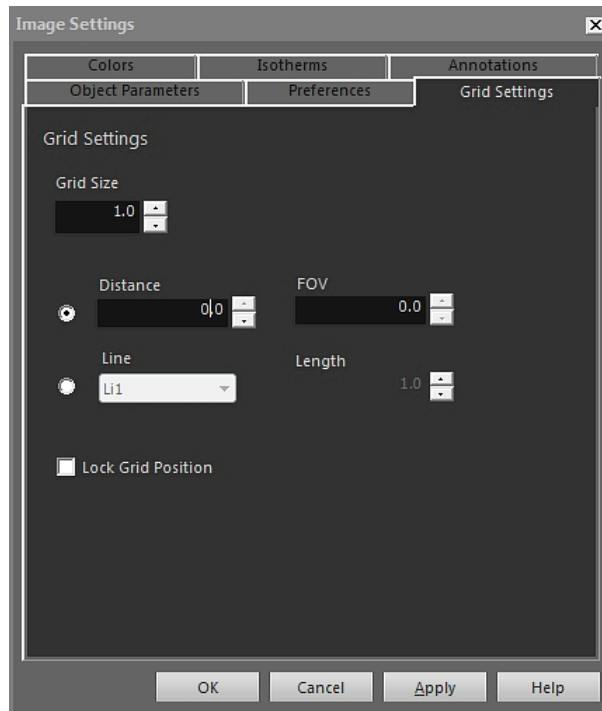 Image Settings
Colors Isotherms Annotations
Object Parameters Preferences Grid Settings
Grid Settings
Grid Size
1.0
Distance FOV
0.0 0.0
Line Length
Li1 1.0
Lock Grid Position
OK Cancel Apply Help